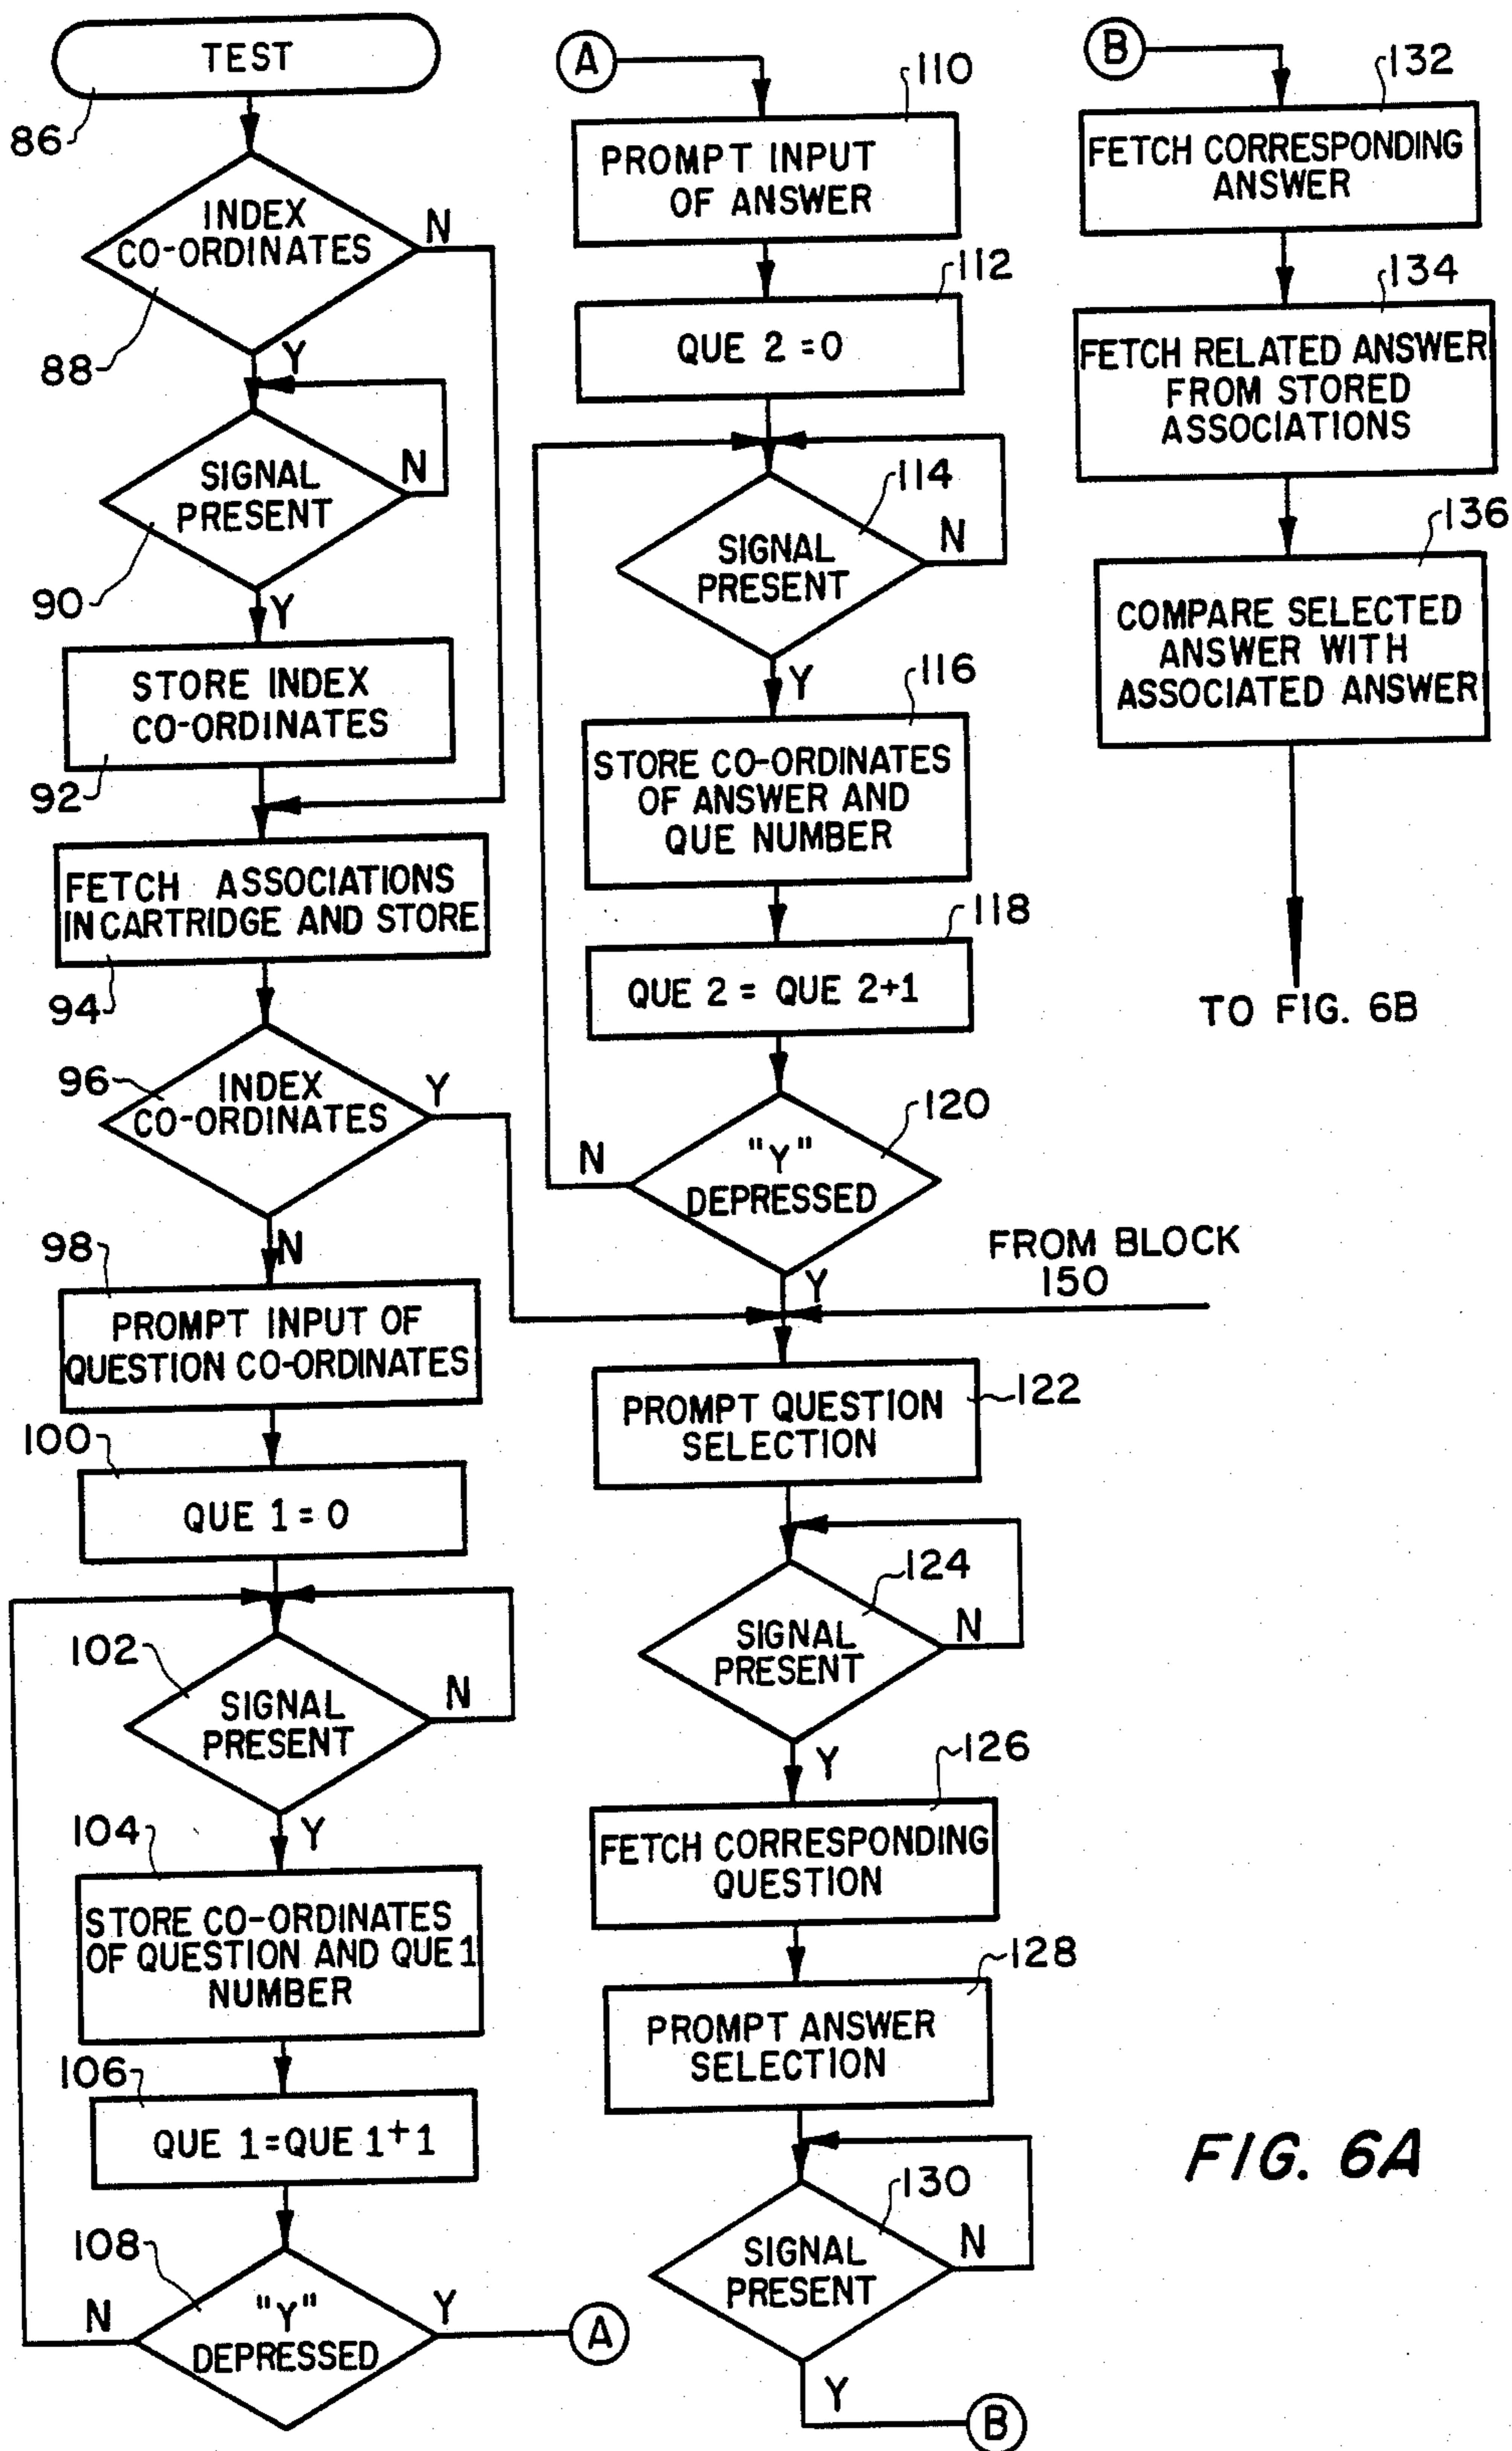 TEST
86
INDEX
CO-ORDINATES
N
88
Y
SIGNAL
PRESENT
N
90
Y
STORE INDEX
CO-ORDINATES
92
FETCH ASSOCIATIONS
IN CARTRIDGE AND STORE
94
96
INDEX
CO-ORDINATES
Y
N
98
PROMPT INPUT OF
QUESTION CO-ORDINATES
100
QUE 1 = 0
102
SIGNAL
PRESENT
N
Y
104
STORE CO-ORDINATES
OF QUESTION AND QUE 1
NUMBER
106
QUE 1 = QUE 1+1
108
"Y"
DEPRESSED
N
Y
A
A
110
PROMPT INPUT
OF ANSWER
112
QUE 2 = 0
114
SIGNAL
PRESENT
N
Y
116
STORE CO-ORDINATES
OF ANSWER AND
QUE NUMBER
118
QUE 2 = QUE 2+1
120
"Y"
DEPRESSED
N
Y
FROM BLOCK
150
122
PROMPT QUESTION
SELECTION
124
SIGNAL
PRESENT
N
Y
126
FETCH CORRESPONDING
QUESTION
128
PROMPT ANSWER
SELECTION
130
SIGNAL
PRESENT
N
Y
B
B
132
FETCH CORRESPONDING
ANSWER
134
FETCH RELATED ANSWER
FROM STORED
ASSOCIATIONS
136
COMPARE SELECTED
ANSWER WITH
ASSOCIATED ANSWER
TO FIG. 6B
FIG. 6A